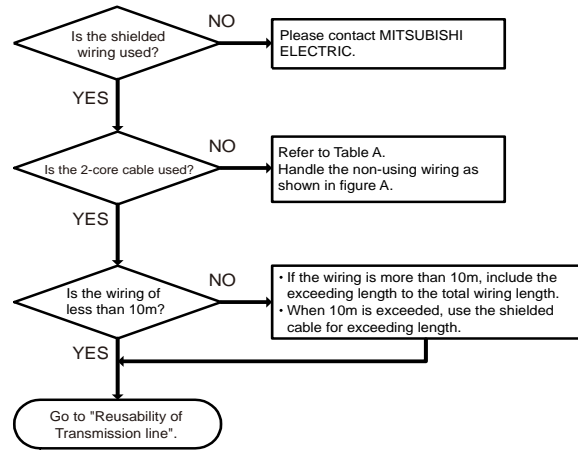 Is the shielded
wiring used?
NO
Please contact MITSUBISHI
ELECTRIC.
YES
Is the 2-core cable used?
NO
Refer to Table A.
Handle the non-using wiring as
shown in figure A.
YES
Is the wiring of
less than 10m?
NO
• If the wiring is more than 10m, include the
exceeding length to the total wiring length.
• When 10m is exceeded, use the shielded
cable for exceeding length.
YES
Go to "Reusability of
Transmission line".